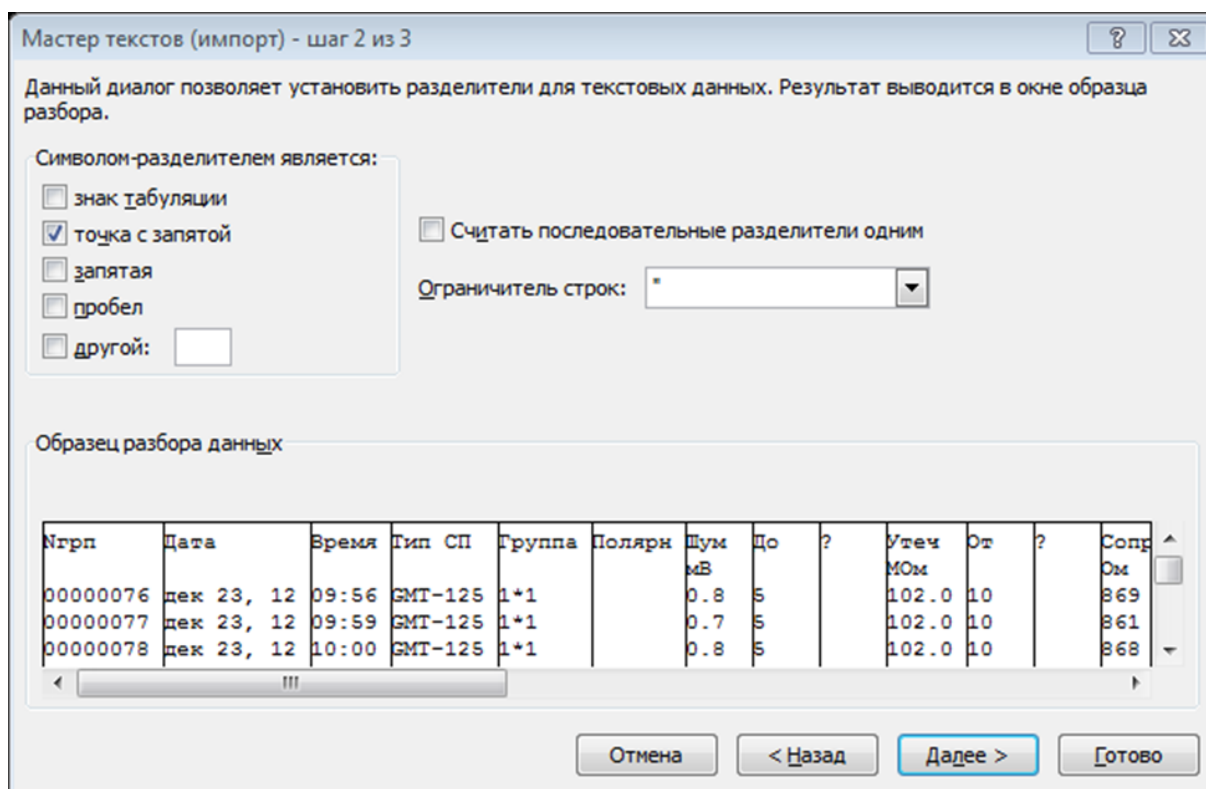 Мастер текстов (импорт) - шаг 2 из 3
Данный диалог позволяет установить разделители для текстовых данных. Результат выводится в окне образца
разбора.
Символом-разделителем является:
знак табуляции
точка с запятой
запятая
пробел
другой:
Считать последовательные разделители одним
Ограничитель строк: "
Образец разбора данных
Nгрп Дата Время Тип СП Группа Полярн Шум До ? Утеч От ? Сопр
мВ МОм Ом
00000076 дек 23, 12 09:56 GMT-125 1*1 0.8 5 102.0 10 869
00000077 дек 23, 12 09:59 GMT-125 1*1 0.7 5 102.0 10 861
00000078 дек 23, 12 10:00 GMT-125 1*1 0.8 5 102.0 10 868
Отмена < Назад Далее > Готово